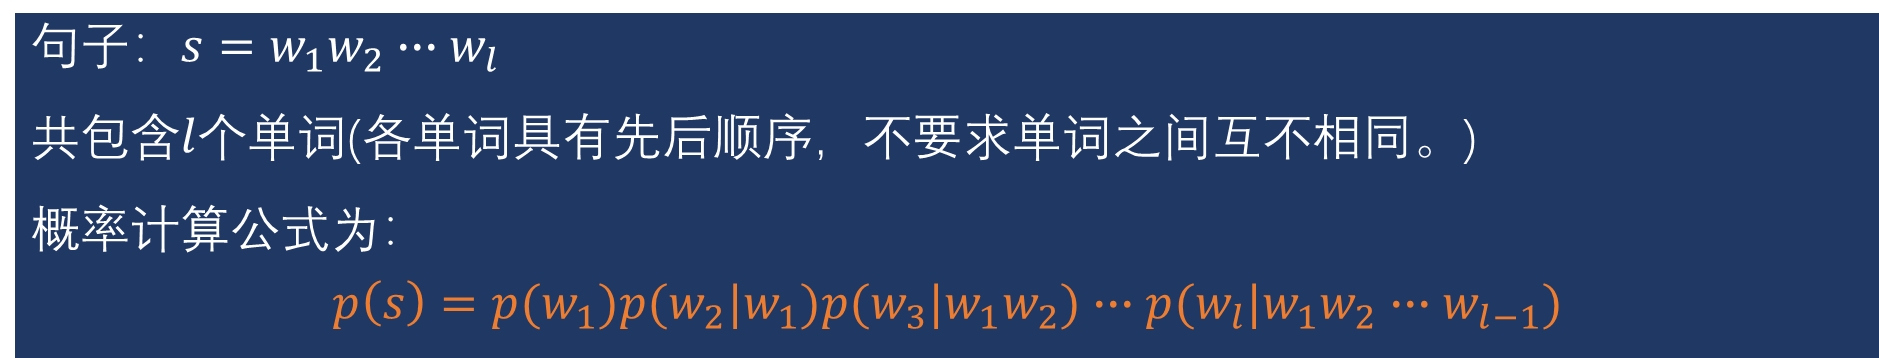 句子：s = w₁w₂ ⋯ wₗ
共包含l个单词(各单词具有先后顺序，不要求单词之间互不相同。)
概率计算公式为：
p(s) = p(w₁)p(w₂|w₁)p(w₃|w₁w₂) ⋯ p(wₗ|w₁w₂ ⋯ wₗ₋₁)